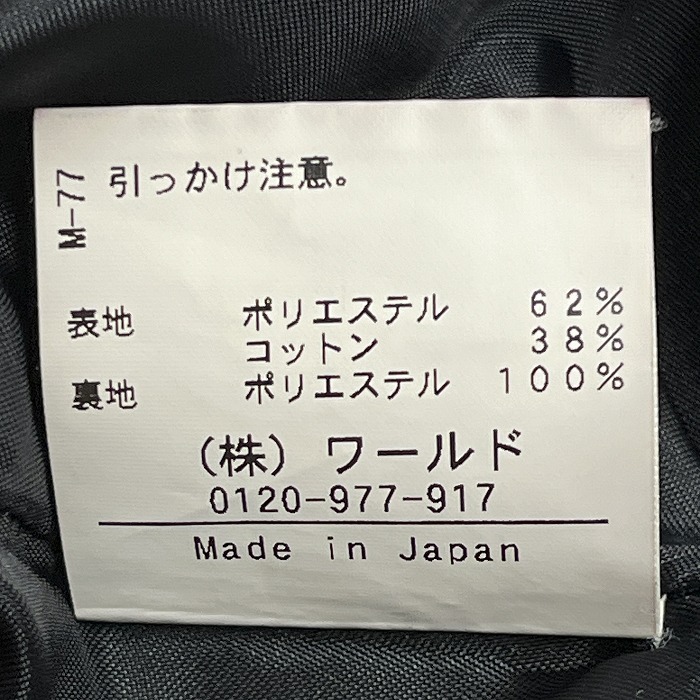 M-77
引っかけ注意。
表地 ポリエステル 62%
コットン 38%
裏地 ポリエステル 100%
(株)ワールド
0120-977-917
Made in Japan